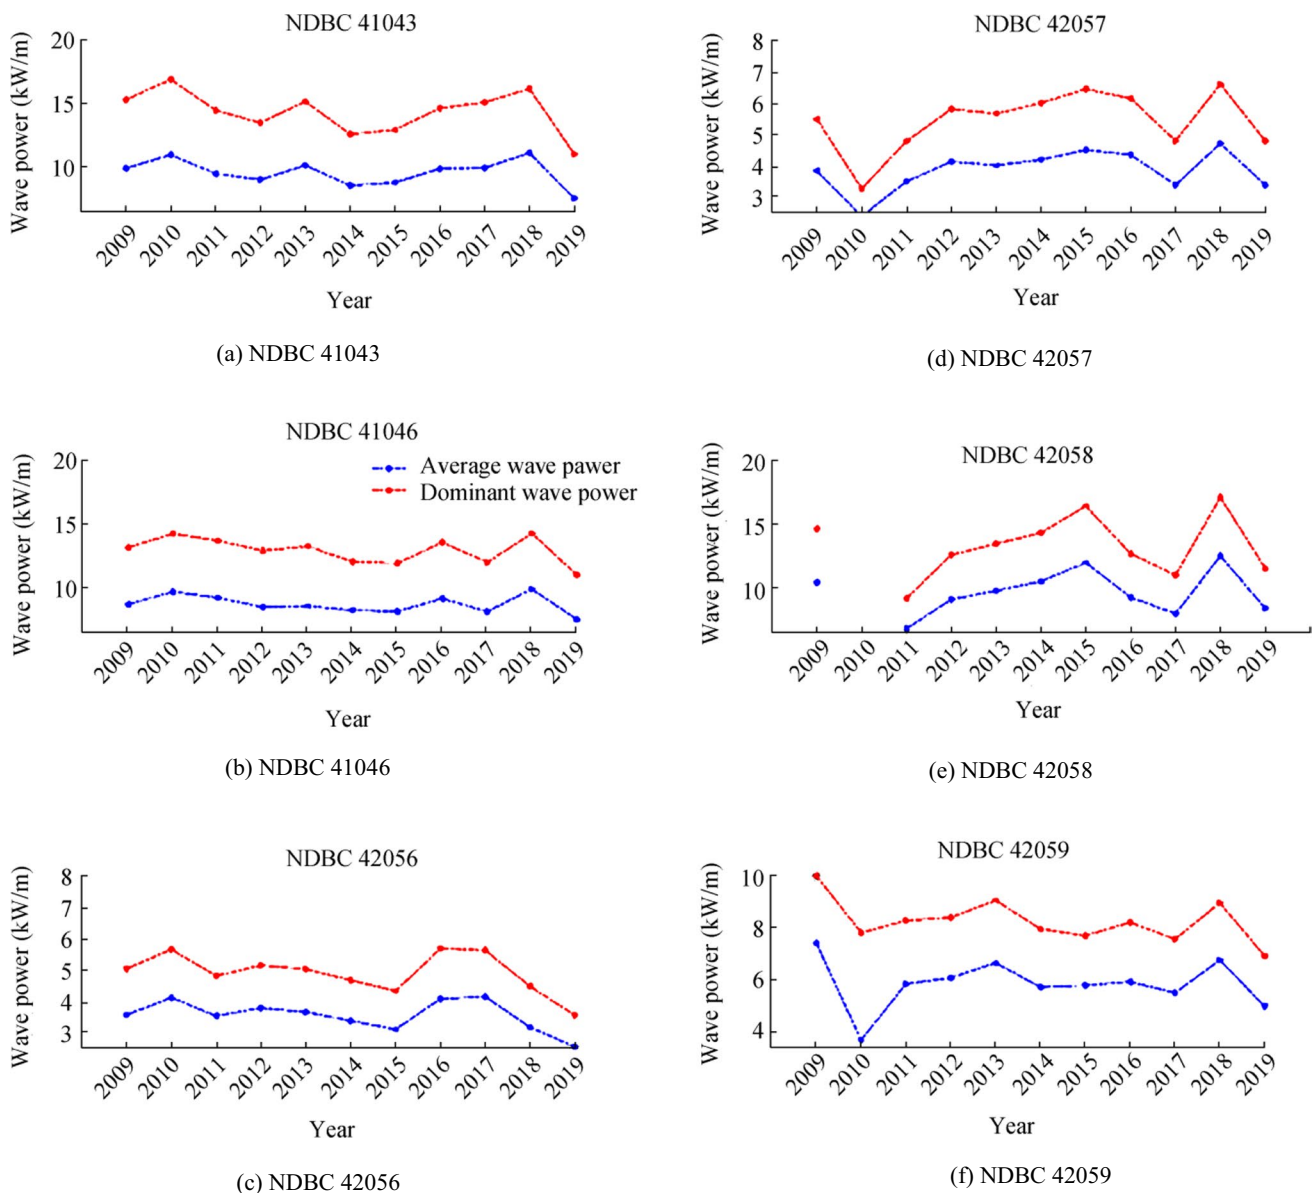 NDBC 41043
Wave power (kW/m)
20
15
10
2009 2010 2011 2012 2013 2014 2015 2016 2017 2018 2019
Year
(a) NDBC 41043
NDBC 42057
Wave power (kW/m)
8
7
6
5
4
3
2009 2010 2011 2012 2013 2014 2015 2016 2017 2018 2019
Year
(d) NDBC 42057
NDBC 41046
Average wave pawer
Dominant wave power
Wave power (kW/m)
20
15
10
2009 2010 2011 2012 2013 2014 2015 2016 2017 2018 2019
Year
(b) NDBC 41046
NDBC 42058
Wave power (kW/m)
20
15
10
2009 2010 2011 2012 2013 2014 2015 2016 2017 2018 2019
Year
(e) NDBC 42058
NDBC 42056
Wave power (kW/m)
8
7
6
5
4
3
2009 2010 2011 2012 2013 2014 2015 2016 2017 2018 2019
Year
(c) NDBC 42056
NDBC 42059
Wave power (kW/m)
10
8
6
4
2009 2010 2011 2012 2013 2014 2015 2016 2017 2018 2019
Year
(f) NDBC 42059